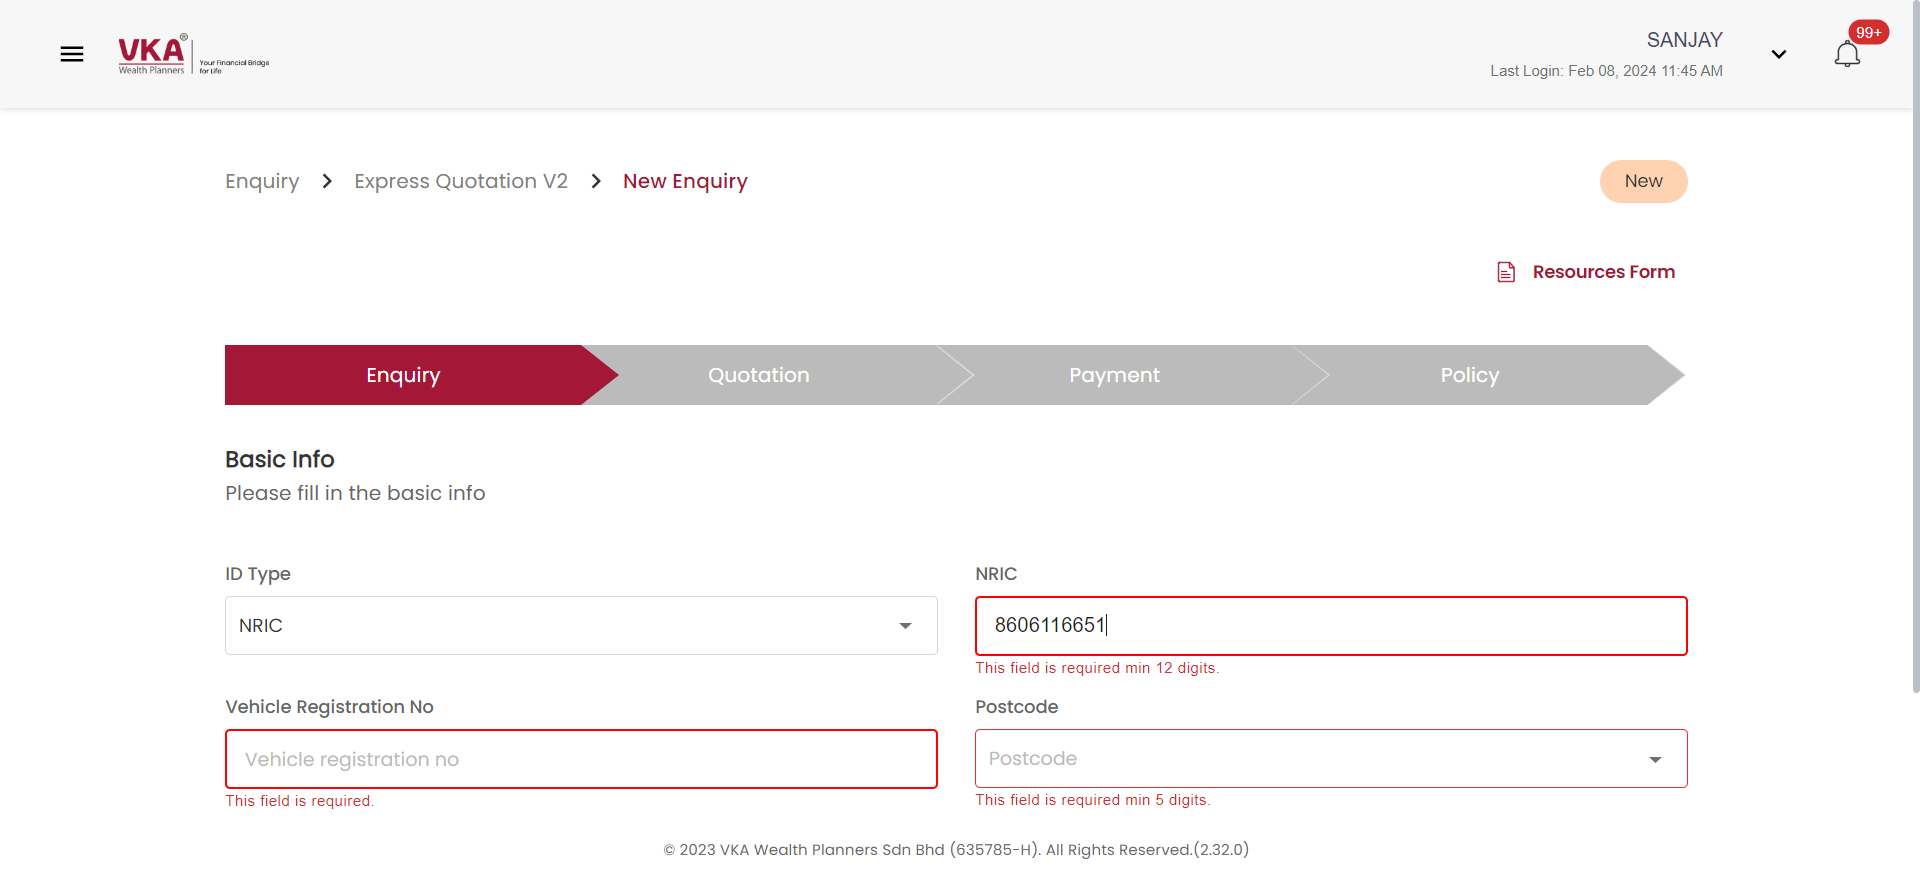 VKA®
Wealth Planners
Your Financial Bridge
for Life
SANJAY
Last Login: Feb 08, 2024 11:45 AM
99+
Enquiry > Express Quotation V2 > New Enquiry
New
Resources Form
Enquiry
Quotation
Payment
Policy
Basic Info
Please fill in the basic info
ID Type
NRIC
NRIC
8606116651
This field is required min 12 digits.
Vehicle Registration No
Vehicle registration no
This field is required.
Postcode
Postcode
This field is required min 5 digits.
© 2023 VKA Wealth Planners Sdn Bhd (635785-H). All Rights Reserved.(2.32.0)